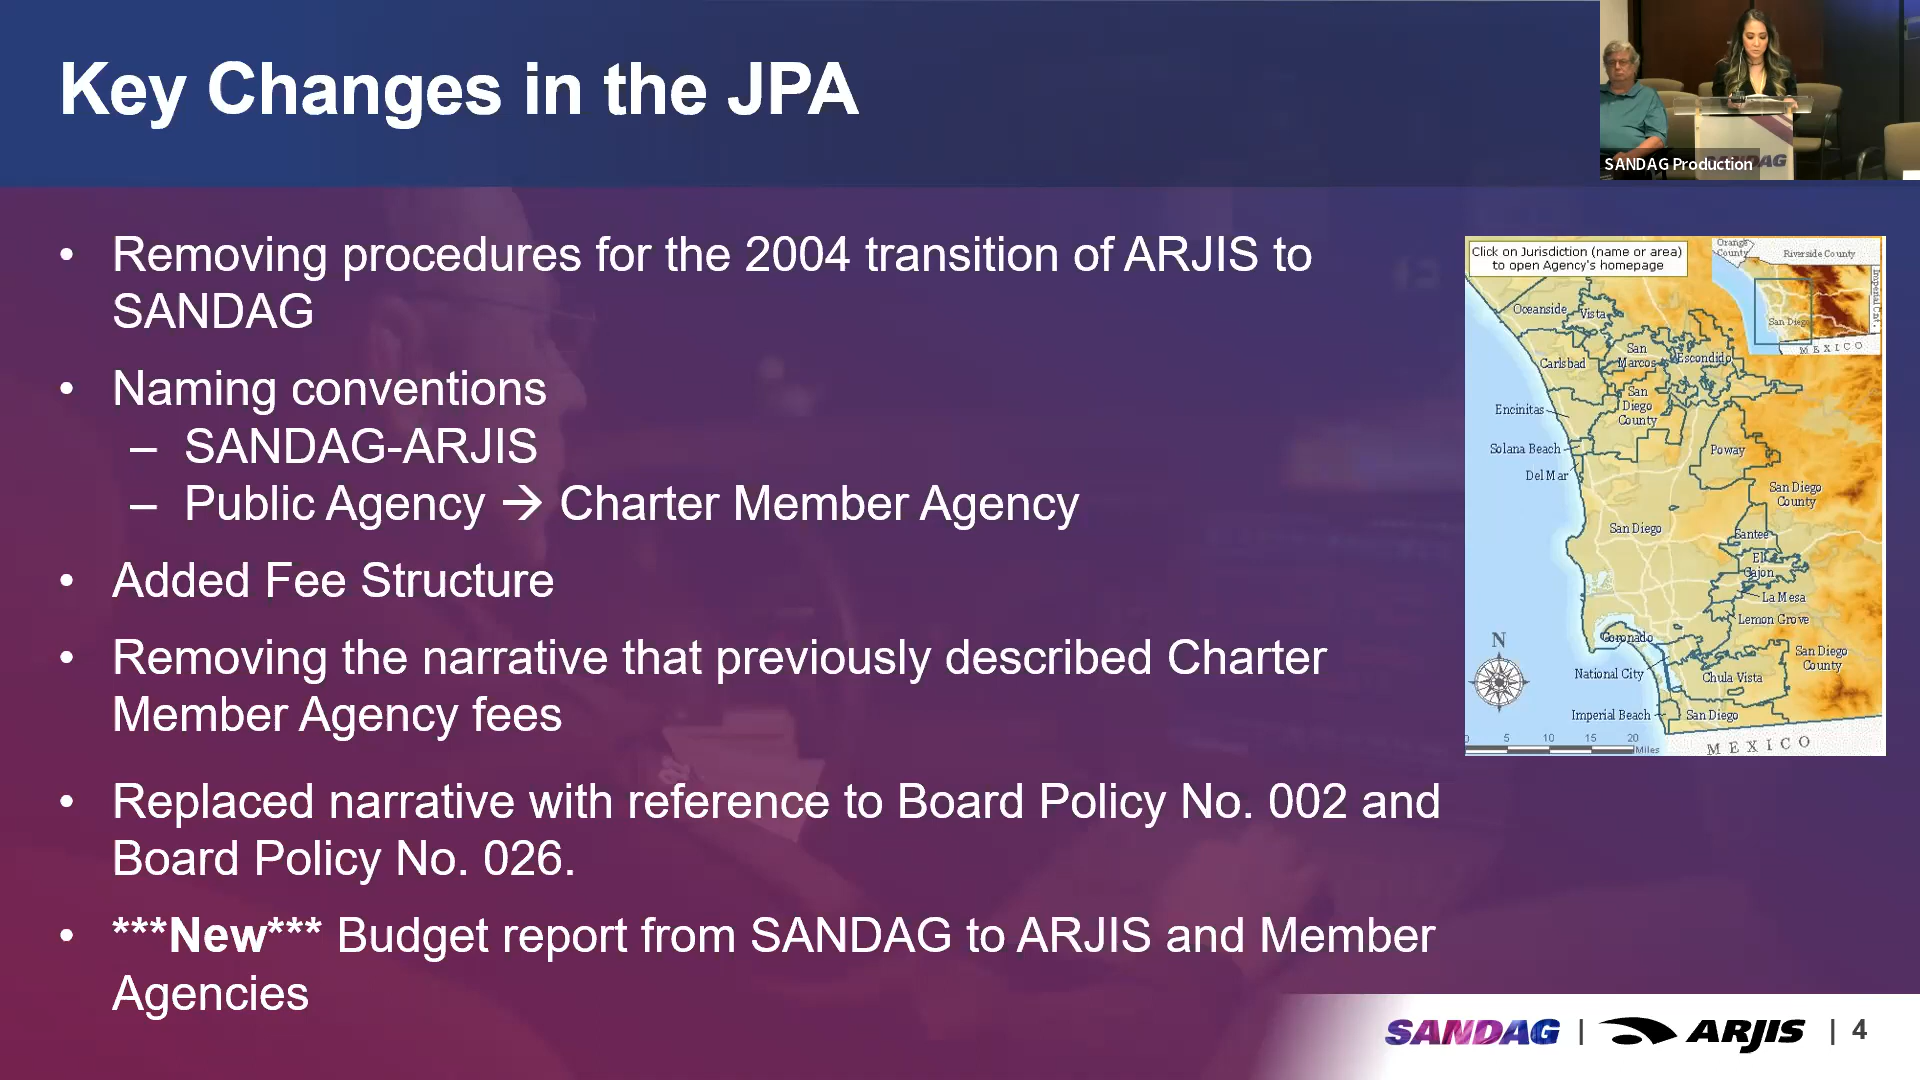 Key Changes in the JPA
SANDAG Production
• Removing procedures for the 2004 transition of ARJIS to
SANDAG
• Naming conventions
– SANDAG-ARJIS
– Public Agency → Charter Member Agency
• Added Fee Structure
• Removing the narrative that previously described Charter
Member Agency fees
• Replaced narrative with reference to Board Policy No. 002 and
Board Policy No. 026.
• ***New*** Budget report from SANDAG to ARJIS and Member
Agencies
Click on Jurisdiction (name or area)
to open Agency's homepage
Orange
County
Riverside County
San Diego
MEXICO
Oceanside
Vista
Carlsbad
San
Marcos
Escondido
San
Diego
County
Encinitas
Solana Beach
Del Mar
Poway
San Diego
County
San Diego
Santee
El
Cajon
La Mesa
Lemon Grove
Coronado
San Diego
County
National City
Chula Vista
Imperial Beach
San Diego
N
5 10 15 20
Miles
MEXICO
SANDAG | ARJIS | 4